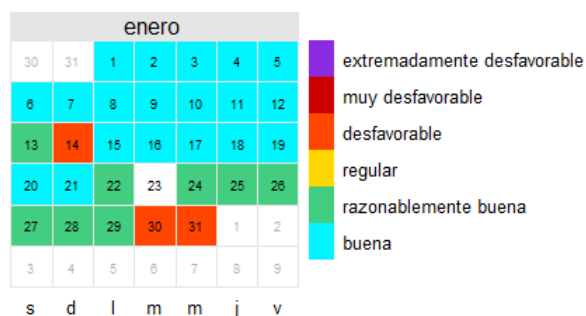 enero
30 31 1 2 3 4 5
6 7 8 9 10 11 12
13 14 15 16 17 18 19
20 21 22 23 24 25 26
27 28 29 30 31 1 2
3 4 5 6 7 8 9
s d l m m j v
extremadamente desfavorable
muy desfavorable
desfavorable
regular
razonablemente buena
buena